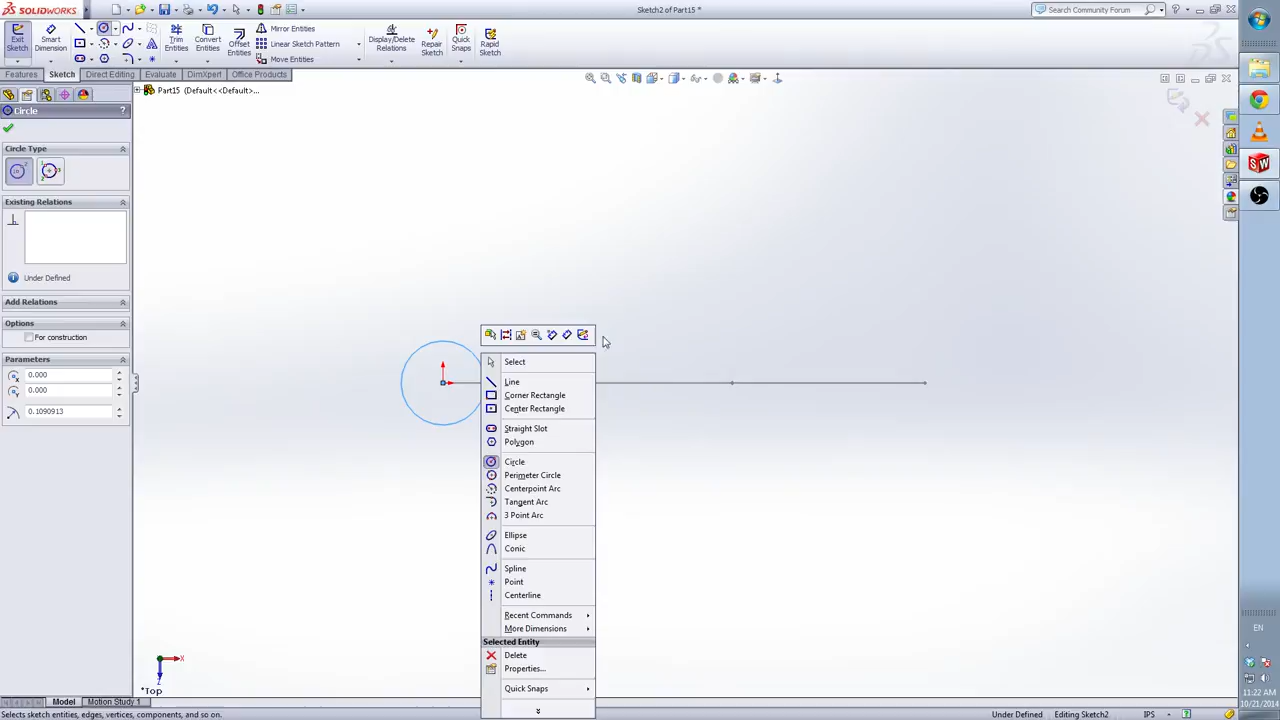 SOLIDWORKS
Sketch2 of Part15 *
Search Community Forum
Exit Sketch
Smart Dimension
Trim Entities
Convert Entities
Offset Entities
Mirror Entities
Linear Sketch Pattern
Move Entities
Display/Delete Relations
Repair Sketch
Quick Snaps
Rapid Sketch
Features
Sketch
Direct Editing
Evaluate
DimXpert
Office Products
Part15 (Default<<Default>...
Circle
?
Circle Type
Existing Relations
Under Defined
Add Relations
Options
For construction
Parameters
0.000
0.000
0.1090913
Select
Line
Corner Rectangle
Center Rectangle
Straight Slot
Polygon
Circle
Perimeter Circle
Centerpoint Arc
Tangent Arc
3 Point Arc
Ellipse
Conic
Spline
Point
Centerline
Recent Commands
More Dimensions
Selected Entity
Delete
Properties...
Quick Snaps
X
Z
*Top
Model
Motion Study 1
Selects sketch entities, edges, vertices, components, and so on.
Under Defined
Editing Sketch2
IPS
EN
11:22 AM
10/21/2014